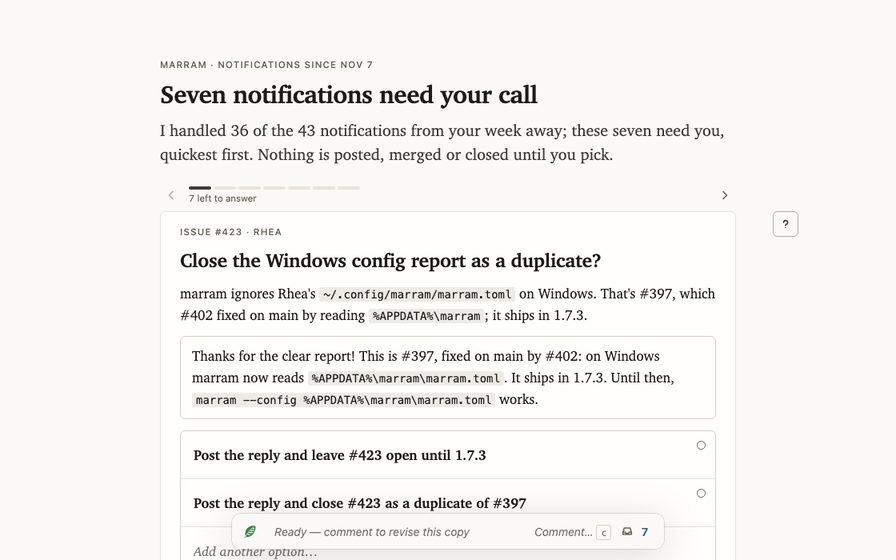 MARRAM · NOTIFICATIONS SINCE NOV 7
Seven notifications need your call
I handled 36 of the 43 notifications from your week away; these seven need you,
quickest first. Nothing is posted, merged or closed until you pick.
7 left to answer
?
ISSUE #423 · RHEA
Close the Windows config report as a duplicate?
marram ignores Rhea's ~/.config/marram/marram.toml on Windows. That's #397, which
#402 fixed on main by reading %APPDATA%\marram; it ships in 1.7.3.
Thanks for the clear report! This is #397, fixed on main by #402: on Windows
marram now reads %APPDATA%\marram\marram.toml. It ships in 1.7.3. Until then,
marram --config %APPDATA%\marram\marram.toml works.
Post the reply and leave #423 open until 1.7.3
Post the reply and close #423 as a duplicate of #397
Ready — comment to revise this copy Comment... c 7
Add another option...